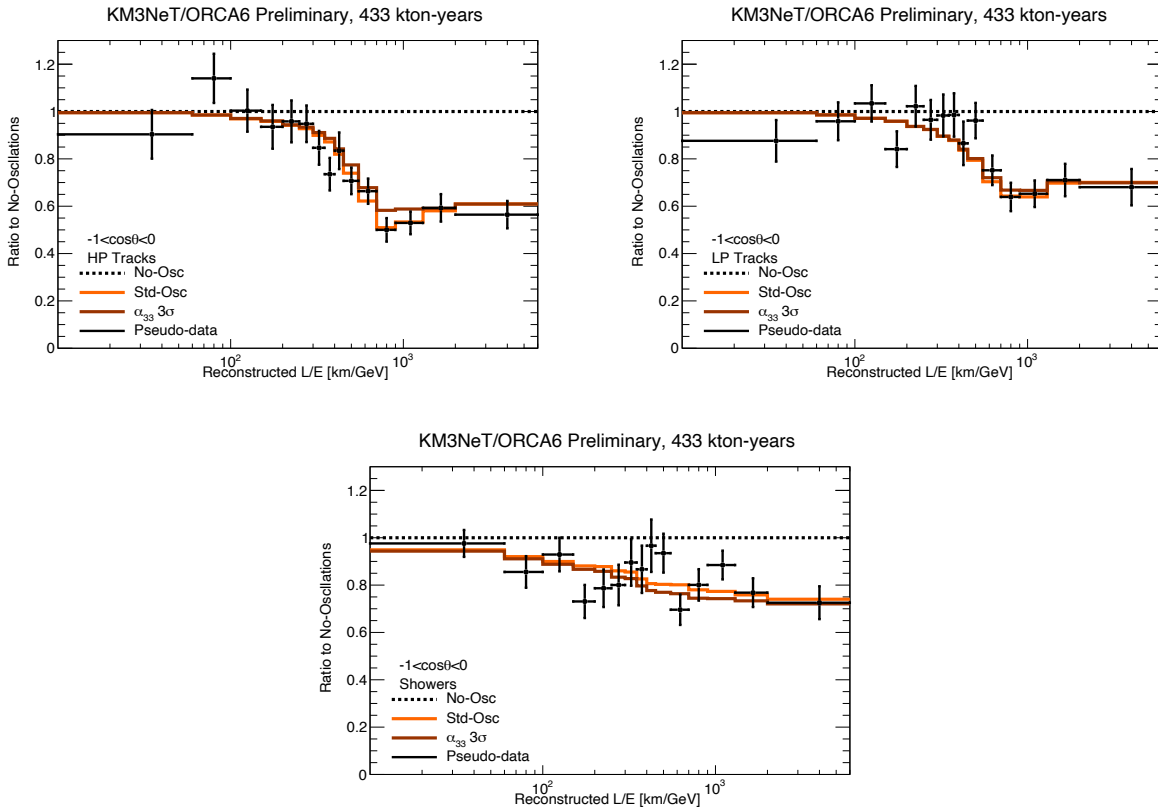 KM3NeT/ORCA6 Preliminary, 433 kton-years
Ratio to No-Oscillations
1.2
1
0.8
0.6
0.4
0.2
0
-1<cosθ<0
HP Tracks
No-Osc
Std-Osc
α₃₃ 3σ
Pseudo-data
10²
10³
Reconstructed L/E [km/GeV]
KM3NeT/ORCA6 Preliminary, 433 kton-years
Ratio to No-Oscillations
1.2
1
0.8
0.6
0.4
0.2
0
-1<cosθ<0
LP Tracks
No-Osc
Std-Osc
α₃₃ 3σ
Pseudo-data
10²
10³
Reconstructed L/E [km/GeV]
KM3NeT/ORCA6 Preliminary, 433 kton-years
Ratio to No-Oscillations
1.2
1
0.8
0.6
0.4
0.2
0
-1<cosθ<0
Showers
No-Osc
Std-Osc
α₃₃ 3σ
Pseudo-data
10²
10³
Reconstructed L/E [km/GeV]